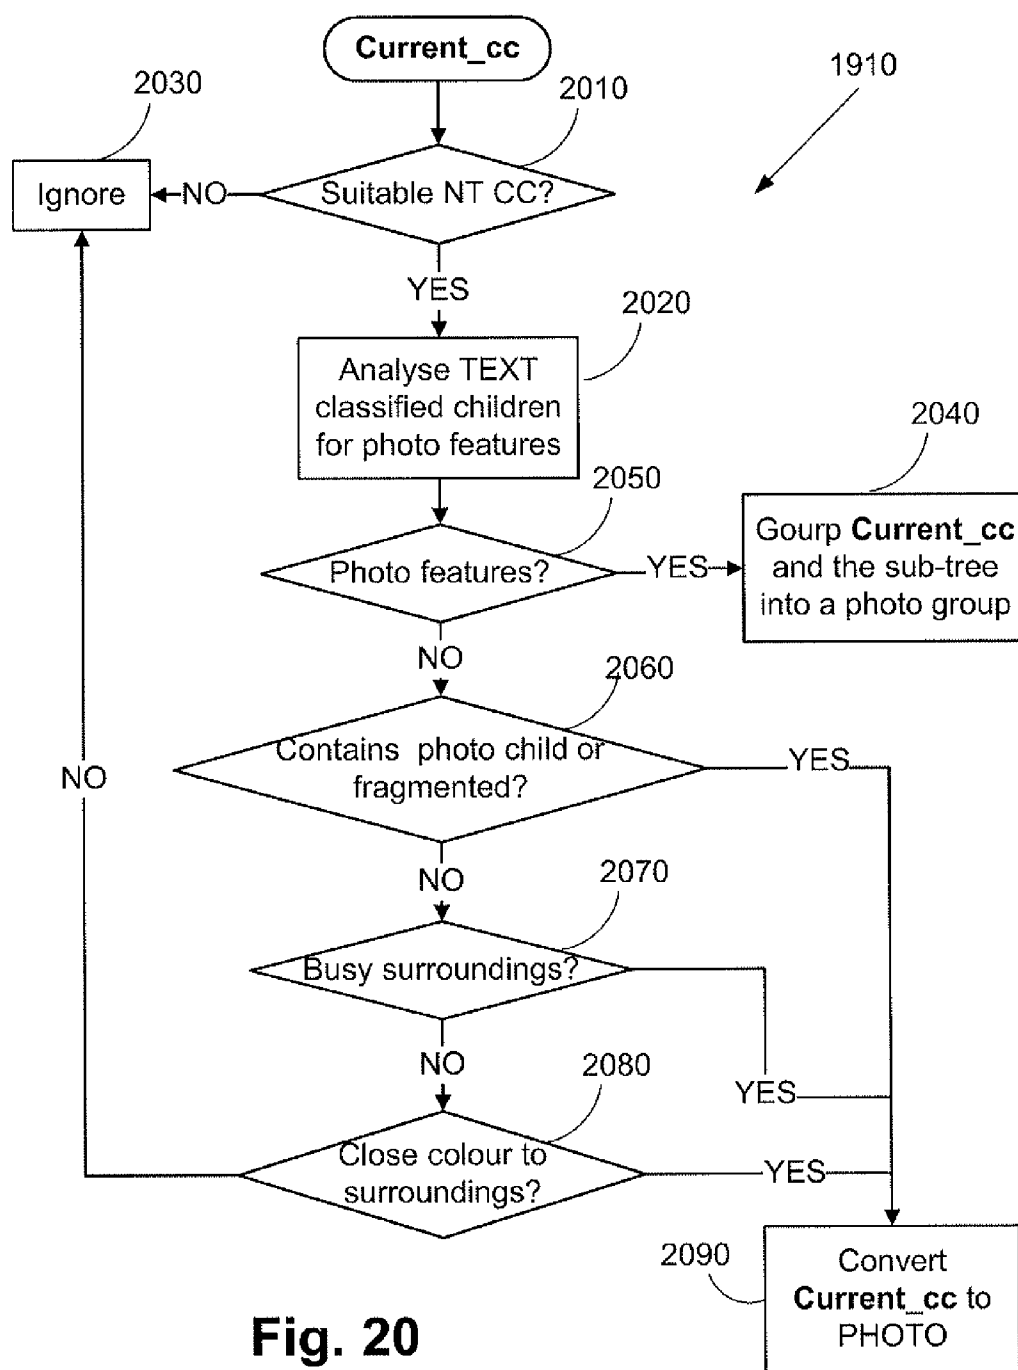 Current_cc
1910
2030
2010
Ignore
NO
Suitable NT CC?
YES
2020
Analyse TEXT
classified children
for photo features
2040
2050
Gourp Current_cc
and the sub-tree
into a photo group
Photo features?
YES
NO
2060
Contains photo child or
fragmented?
YES
NO
NO
2070
Busy surroundings?
NO
2080
YES
Close colour to
surroundings?
YES
2090
Convert
Current_cc to
PHOTO
Fig. 20